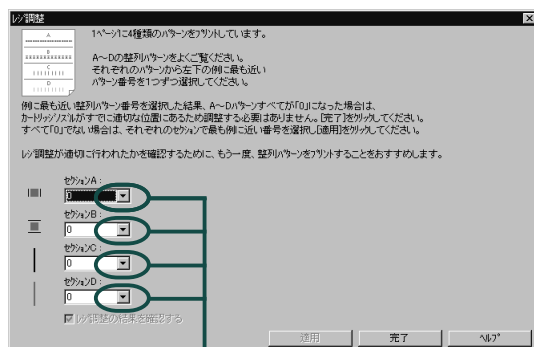 ﾚｼﾞ調整
A
B
C
D
1ﾍﾟｰｼﾞに4種類のﾊﾟﾀｰﾝをﾌﾟﾘﾝﾄしています。
A～Dの整列ﾊﾟﾀｰﾝをよくご覧ください。
それぞれのﾊﾟﾀｰﾝから左下の例に最も近い
ﾊﾟﾀｰﾝ番号を1つずつ選択してください。
例に最も近い整列ﾊﾟﾀｰﾝ番号を選択した結果、A～Dﾊﾟﾀｰﾝすべてが｢0｣になった場合は、
ｶｰﾄﾘｯｼﾞﾉｽﾞﾙがすでに適切な位置にあるため調整する必要はありません。[完了]をｸﾘｯｸしてください。
すべて｢0｣でない場合は、それぞれのｾｸｼｮﾝで最も例に近い番号を選択し[適用]をｸﾘｯｸしてください。
ﾚｼﾞ調整が適切に行われたかを確認するために、もう一度、整列ﾊﾟﾀｰﾝをﾌﾟﾘﾝﾄすることをおすすめします。
ｾｸｼｮﾝA：
0
ｾｸｼｮﾝB：
0
ｾｸｼｮﾝC：
0
ｾｸｼｮﾝD：
0
ﾚｼﾞ調整の結果を確認する
適用 完了 ﾍﾙﾌﾟ